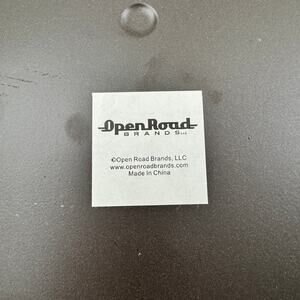 OpenRoad
BRANDS LLC
©Open Road Brands, LLC
www.openroadbrands.com
Made In China